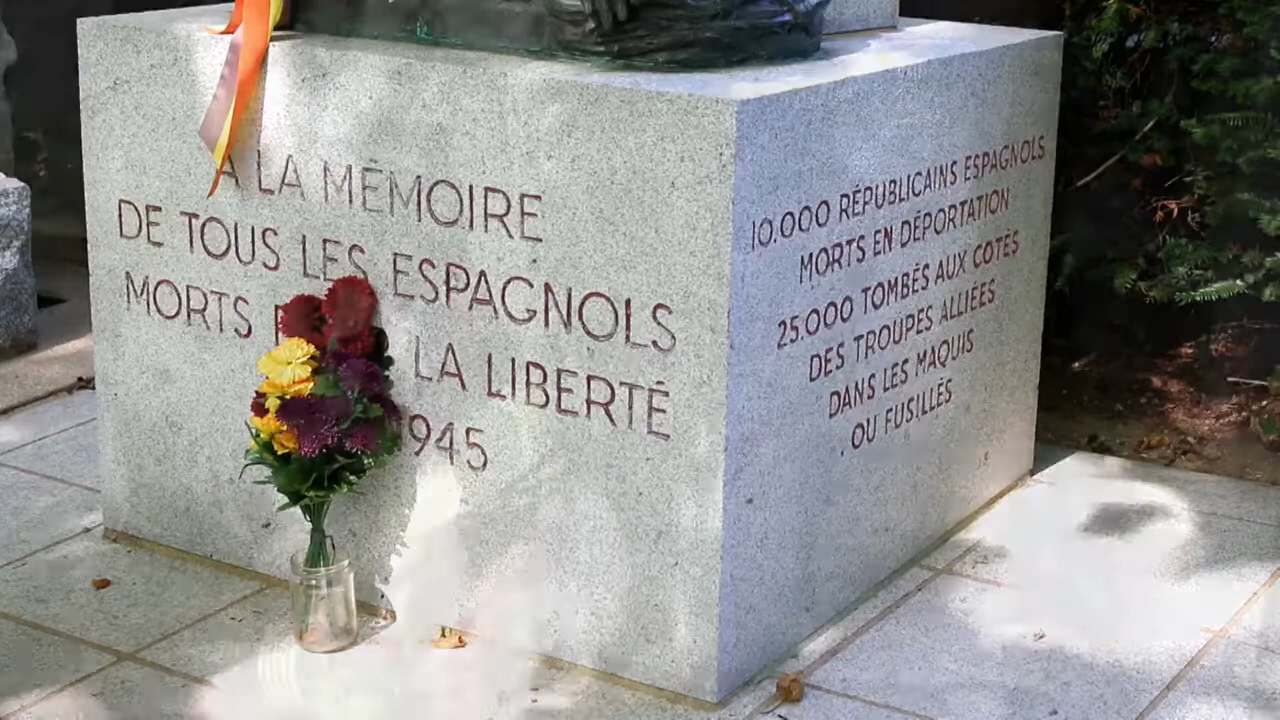 A LA MÉMOIRE
DE TOUS LES ESPAGNOLS
MORTS LA LIBERTÉ
945
10.000 RÉPUBLICAINS ESPAGNOLS
MORTS EN DÉPORTATION
25.000 TOMBÉS AUX COTÉS
DES TROUPES ALLIÉES
DANS LES MAQUIS
OU FUSILLÉS